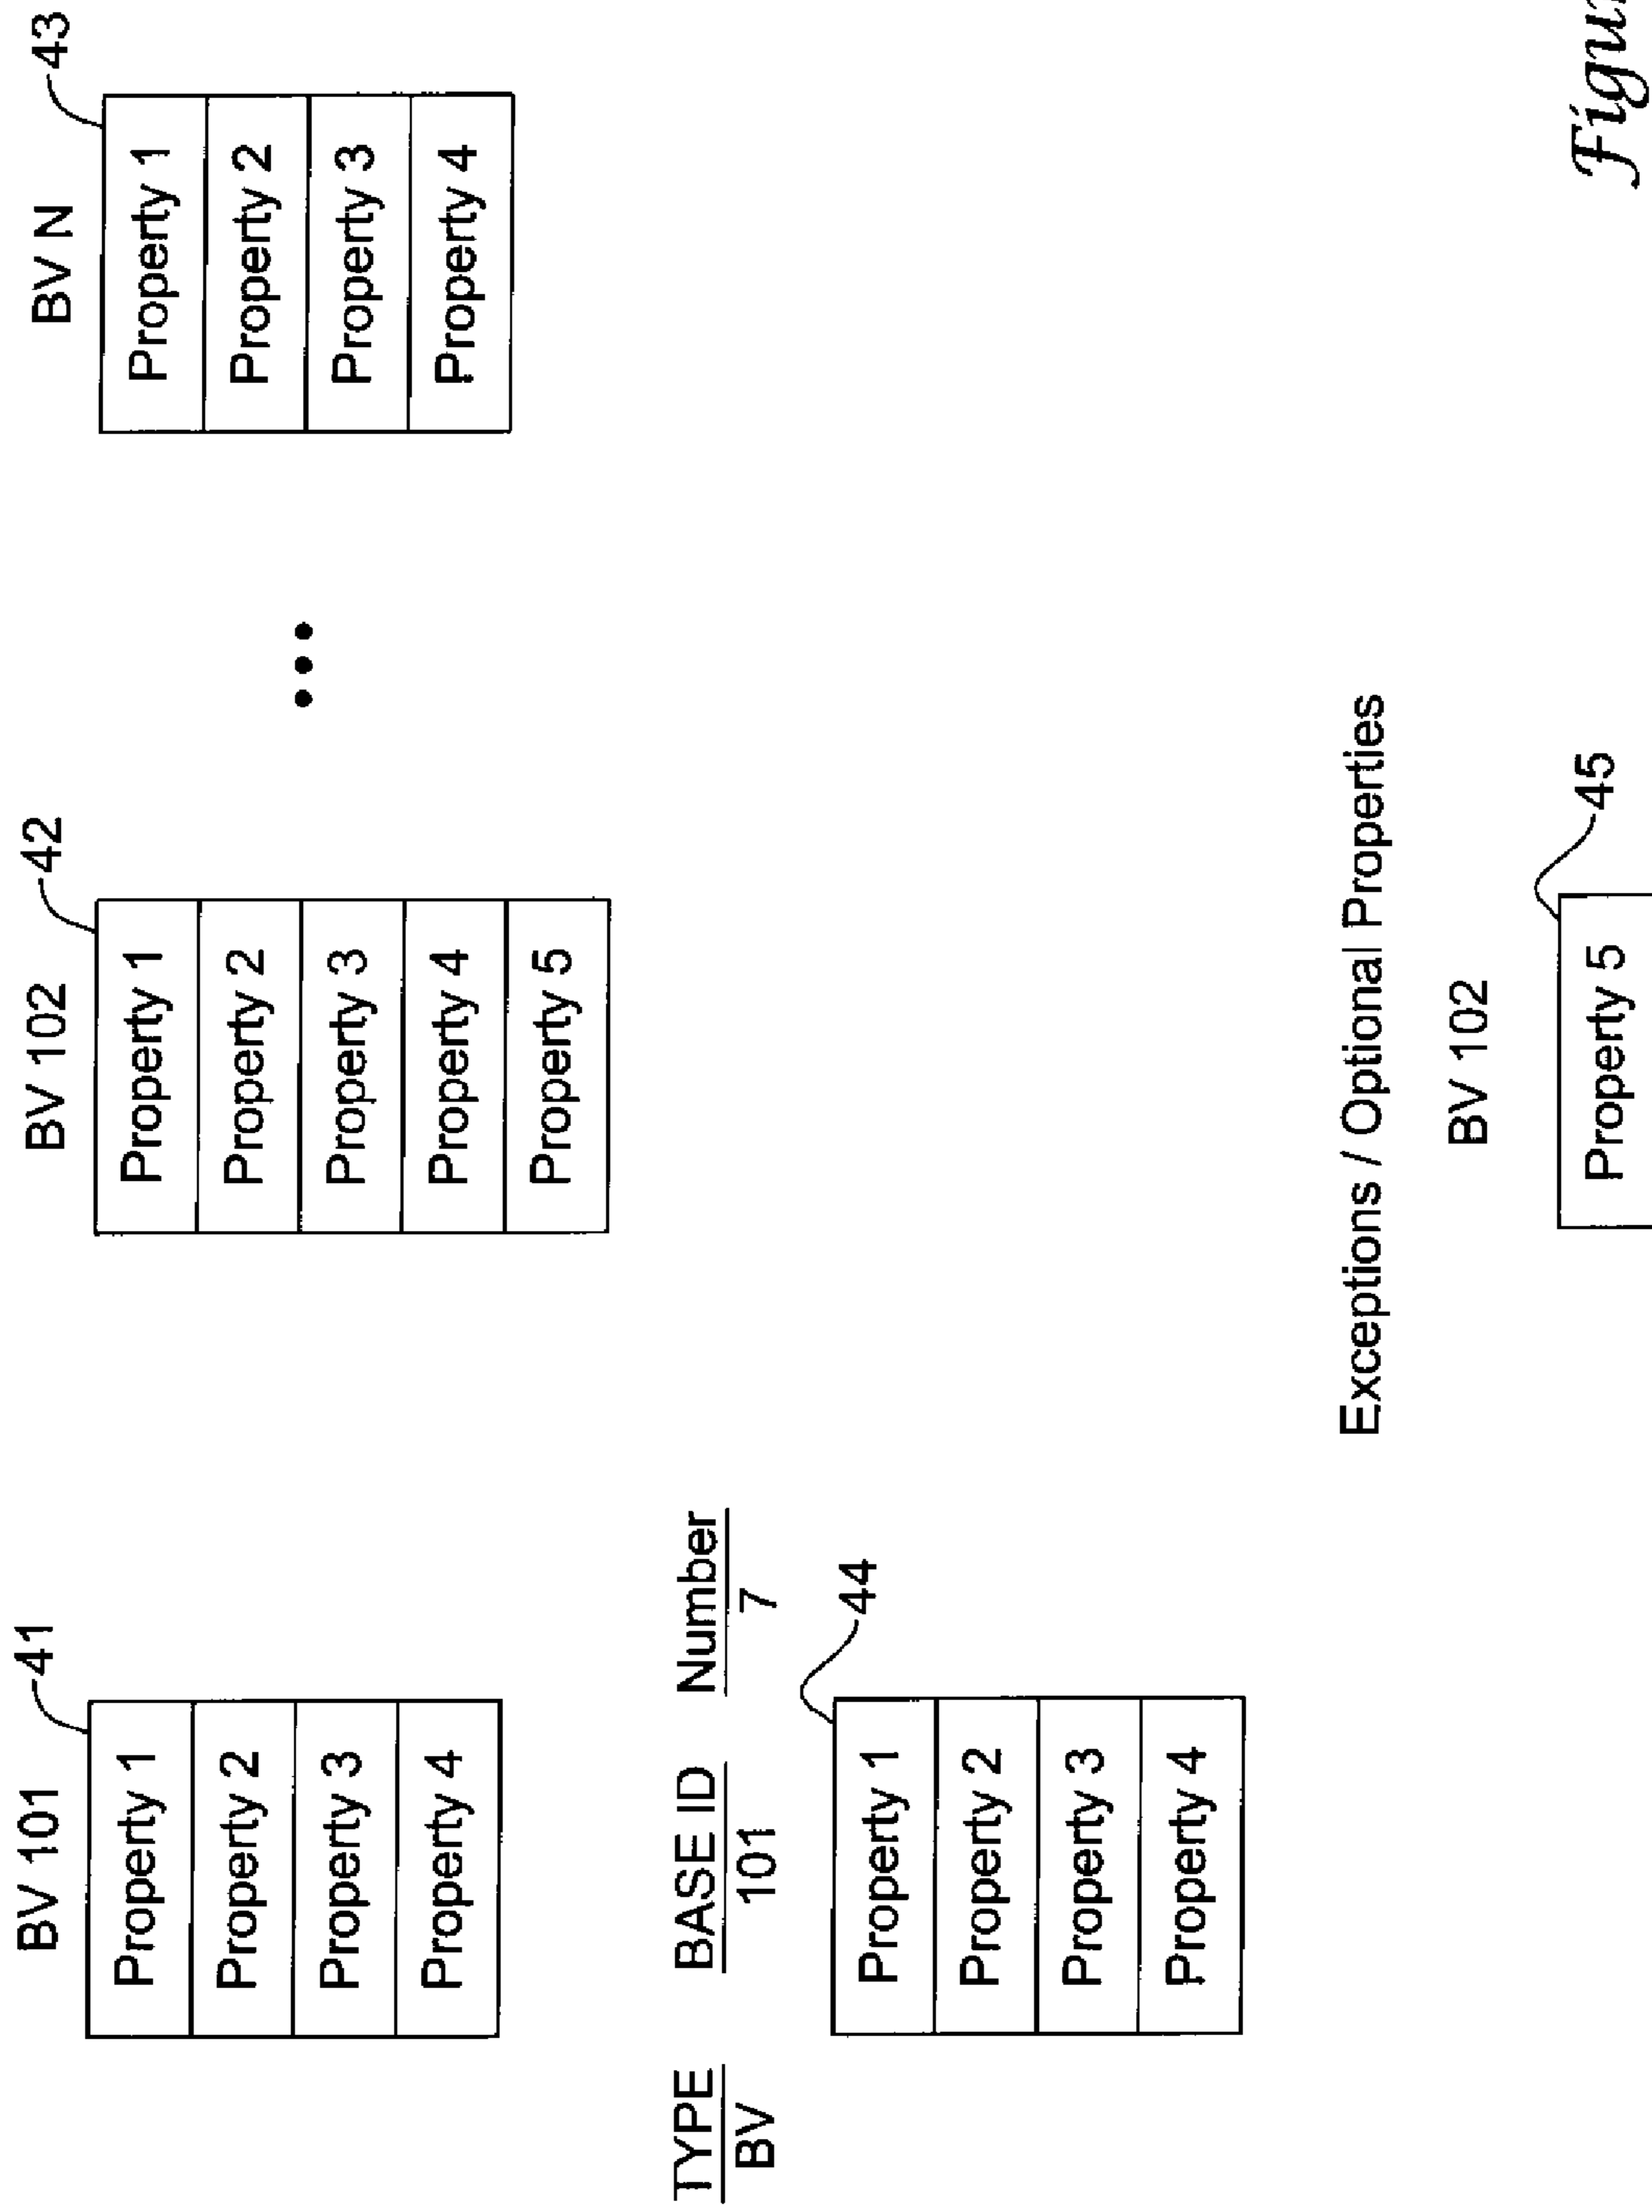 BV 101
41
Property 1
Property 2
Property 3
Property 4
BV 102
42
Property 1
Property 2
Property 3
Property 4
Property 5
BV N
43
Property 1
Property 2
Property 3
Property 4
TYPE BASE ID Number
BV 101 7
44
Property 1
Property 2
Property 3
Property 4
Exceptions / Optional Properties
BV 102
45
Property 5